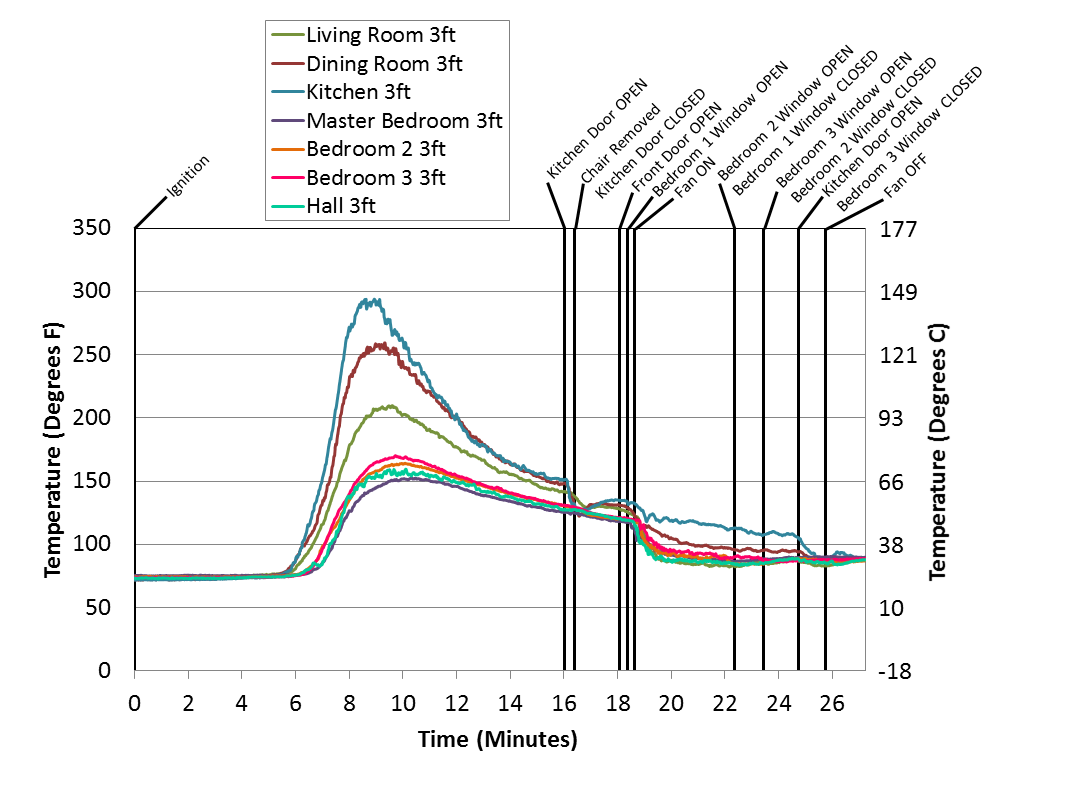 Living Room 3ft
Dining Room 3ft
Kitchen 3ft
Master Bedroom 3ft
Bedroom 2 3ft
Bedroom 3 3ft
Hall 3ft
Ignition
Kitchen Door OPEN
Chair Removed
Kitchen Door CLOSED
Front Door OPEN
Bedroom 1 Window OPEN
Fan ON
Bedroom 2 Window OPEN
Bedroom 1 Window CLOSED
Bedroom 3 Window OPEN
Bedroom 2 Window CLOSED
Kitchen Door OPEN
Bedroom 3 Window CLOSED
Fan OFF
Temperature (Degrees F)
350
300
250
200
150
100
50
0
177
149
121
93
66
38
10
-18
Temperature (Degrees C)
0 2 4 6 8 10 12 14 16 18 20 22 24 26
Time (Minutes)